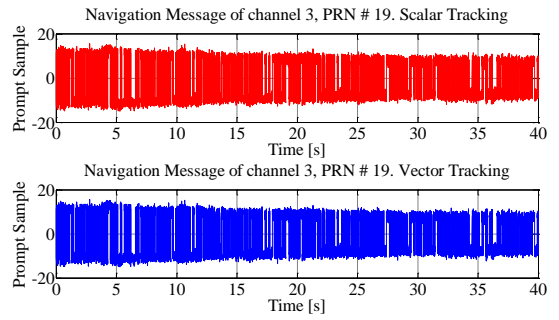 Navigation Message of channel 3, PRN # 19. Scalar Tracking
Prompt Sample
20
0
-20
0 5 10 15 20 25 30 35 40
Time [s]
Navigation Message of channel 3, PRN # 19. Vector Tracking
Prompt Sample
20
0
-20
0 5 10 15 20 25 30 35 40
Time [s]